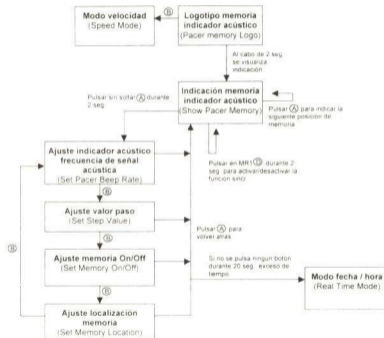 Modo velocidad
(Speed Mode)
B
Logotipo memoria
indicador acústico
(Pacer memory Logo)
Al cabo de 2 seg
se visualiza
indicación
Indicación memoria
indicador acústico
(Show Pacer Memory)
Pulsar sin soltar A durante
2 seg
Pulsar A para indicar la
siguiente posición de
memoria
Pulsar en MR1 D durante 2
seg para activar/desactivar la
función sincr
Ajuste indicador acústico
frecuencia de señal
acústica
(Set Pacer Beep Rate)
B
Ajuste valor paso
(Set Step Value)
B
Pulsar A para
volver atras
Ajuste memoria On/Off
(Set Memory On/Off)
B
B
Si no se pulsa ningun botón
durante 20 seg exceso de
tiempo
Modo fecha / hora
(Real Time Mode)
Ajuste localización
memoria
(Set Memory Location)